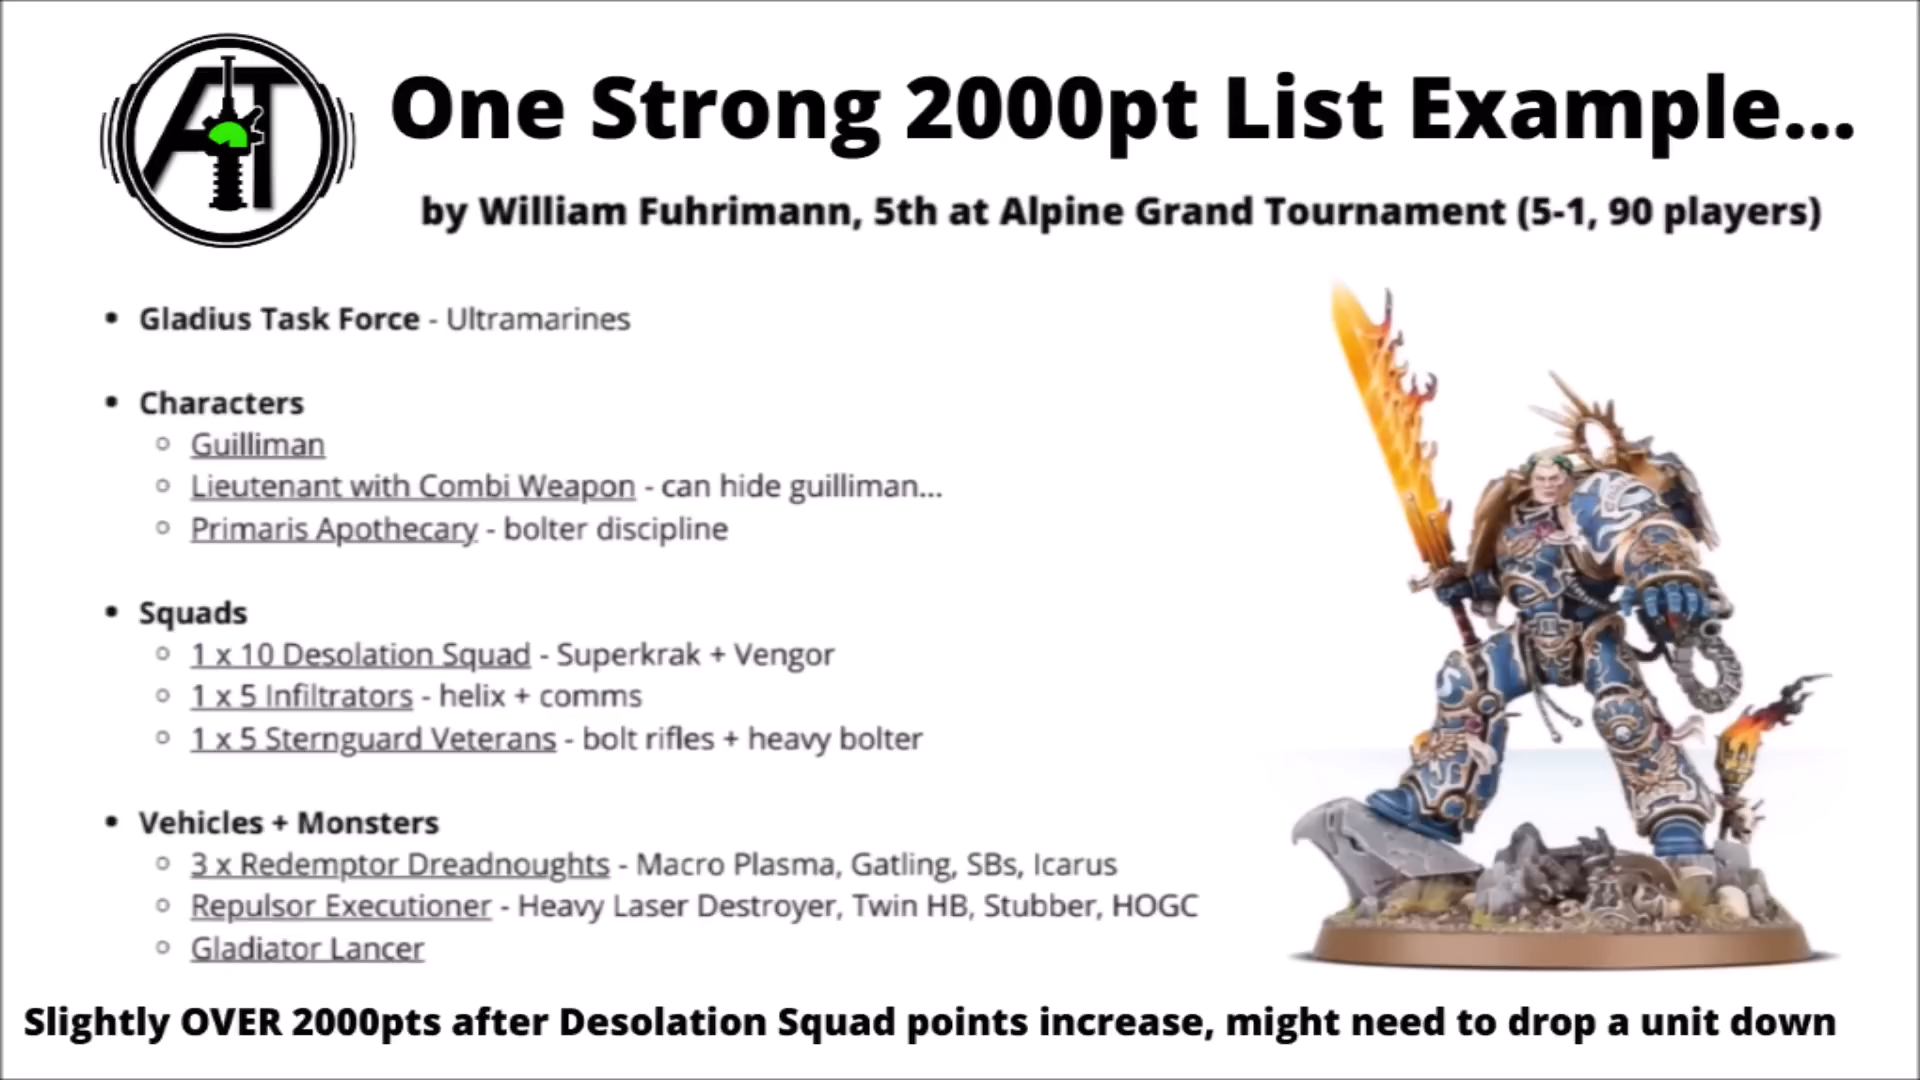 AT
One Strong 2000pt List Example...
by William Fuhrimann, 5th at Alpine Grand Tournament (5-1, 90 players)
• Gladius Task Force - Ultramarines
• Characters
○ Guilliman
○ Lieutenant with Combi Weapon - can hide guilliman...
○ Primaris Apothecary - bolter discipline
• Squads
○ 1 x 10 Desolation Squad - Superkrak + Vengor
○ 1 x 5 Infiltrators - helix + comms
○ 1 x 5 Sternguard Veterans - bolt rifles + heavy bolter
• Vehicles + Monsters
○ 3 x Redemptor Dreadnoughts - Macro Plasma, Gatling, SBs, Icarus
○ Repulsor Executioner - Heavy Laser Destroyer, Twin HB, Stubber, HOGC
○ Gladiator Lancer
Slightly OVER 2000pts after Desolation Squad points increase, might need to drop a unit down